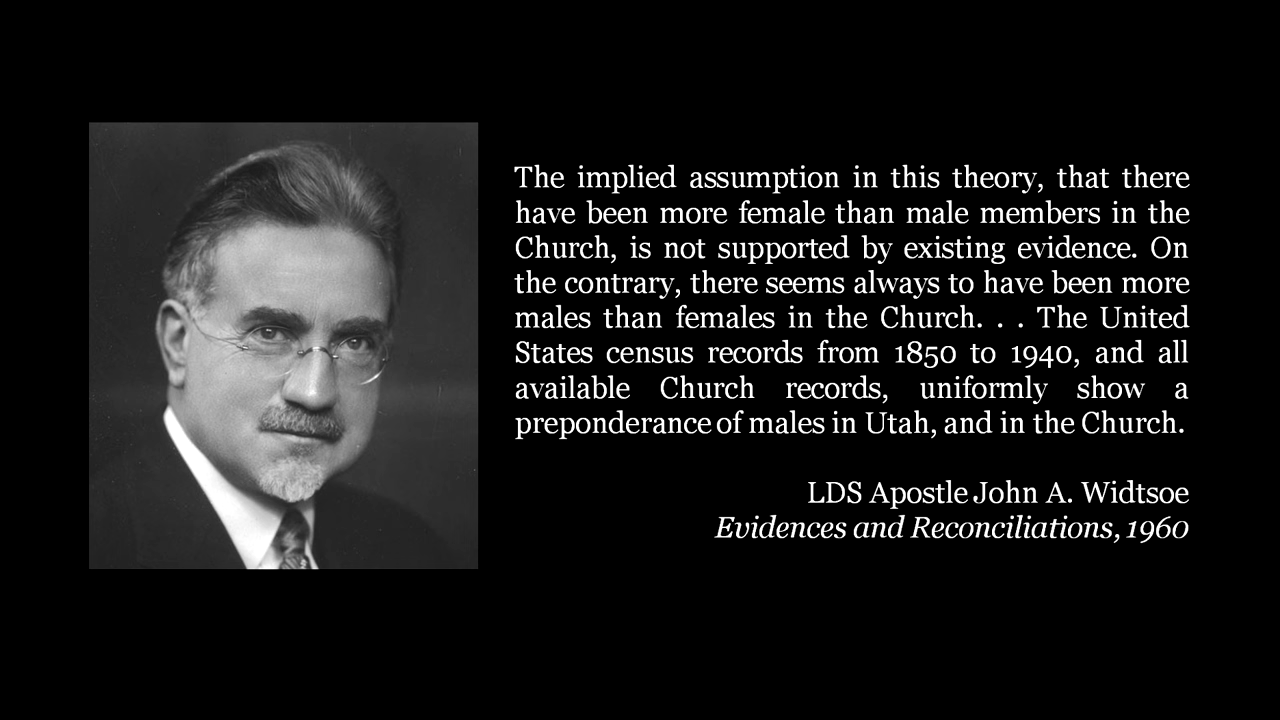 The implied assumption in this theory, that there
have been more female than male members in the
Church, is not supported by existing evidence. On
the contrary, there seems always to have been more
males than females in the Church. . . The United
States census records from 1850 to 1940, and all
available Church records, uniformly show a
preponderance of males in Utah, and in the Church.
LDS Apostle John A. Widtsoe
Evidences and Reconciliations, 1960